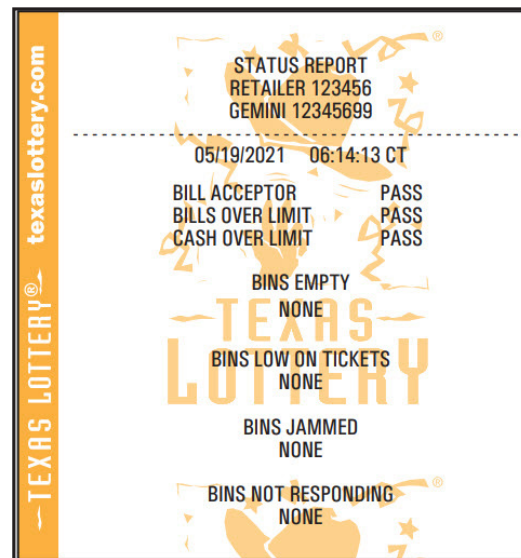 texaslottery.com
TEXAS LOTTERY®
®
STATUS REPORT
RETAILER 123456
GEMINI 12345699
05/19/2021 06:14:13 CT
BILL ACCEPTOR PASS
BILLS OVER LIMIT PASS
CASH OVER LIMIT PASS
BINS EMPTY
NONE
TEXAS
LOTTERY
BINS LOW ON TICKETS
NONE
BINS JAMMED
NONE
®
BINS NOT RESPONDING
NONE